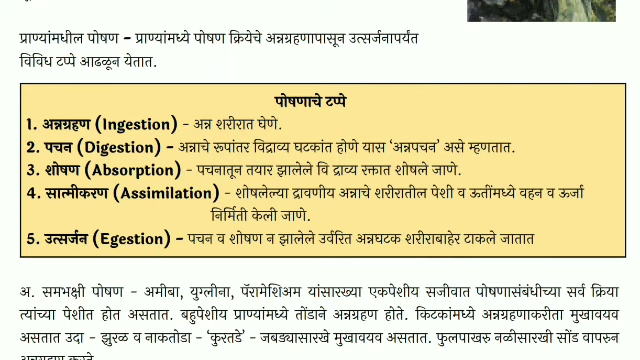 प्राण्यांमधील पोषण – प्राण्यांमध्ये पोषण क्रियेचे अन्नग्रहणापासून उत्सर्जनापर्यंत
विविध टप्पे आढळून येतात.
पोषणाचे टप्पे
1. अन्नग्रहण (Ingestion) - अन्न शरीरात घेणे.
2. पचन (Digestion) – अन्नाचे रूपांतर विद्राव्य घटकांत होणे यास ‘अन्नपचन’ असे म्हणतात.
3. शोषण (Absorption) - पचनातून तयार झालेले वि द्राव्य रक्तात शोषले जाणे.
4. सात्मीकरण (Assimilation) - शोषलेल्या द्रावणीय अन्नाचे शरीरातील पेशी व ऊतींमध्ये वहन व ऊर्जा
निर्मिती केली जाणे.
5. उत्सर्जन (Egestion) – पचन व शोषण न झालेले उर्वरित अन्नघटक शरीराबाहेर टाकले जातात
अ. समभक्षी पोषण - अमीबा, युग्लीना, पॅरामेशिअम यांसारख्या एकपेशीय सजीवात पोषणासंबंधीच्या सर्व क्रिया
त्यांच्या पेशीत होत असतात. बहुपेशीय प्राण्यांमध्ये तोंडाने अन्नग्रहण होते. किटकांमध्ये अन्नग्रहणाकरीता मुखावयव
असतात उदा - झुरळ व नाकतोडा - ‘कुरतडे’ - जबड्यासारखे मुखावयव असतात. फुलपाखरु नळीसारखी सोंड वापरुन